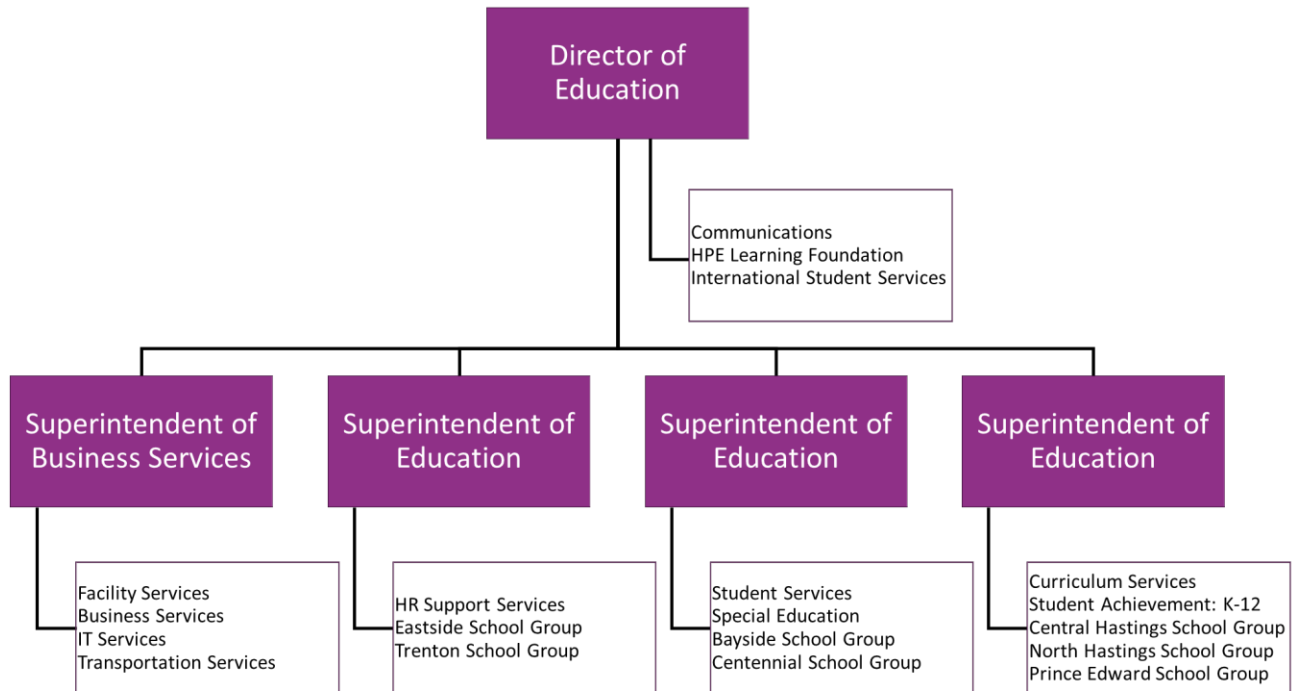 Director of
Education
Communications
HPE Learning Foundation
International Student Services
Superintendent of
Business Services
Superintendent of
Education
Superintendent of
Education
Superintendent of
Education
Facility Services
Business Services
IT Services
Transportation Services
HR Support Services
Eastside School Group
Trenton School Group
Student Services
Special Education
Bayside School Group
Centennial School Group
Curriculum Services
Student Achievement: K-12
Central Hastings School Group
North Hastings School Group
Prince Edward School Group